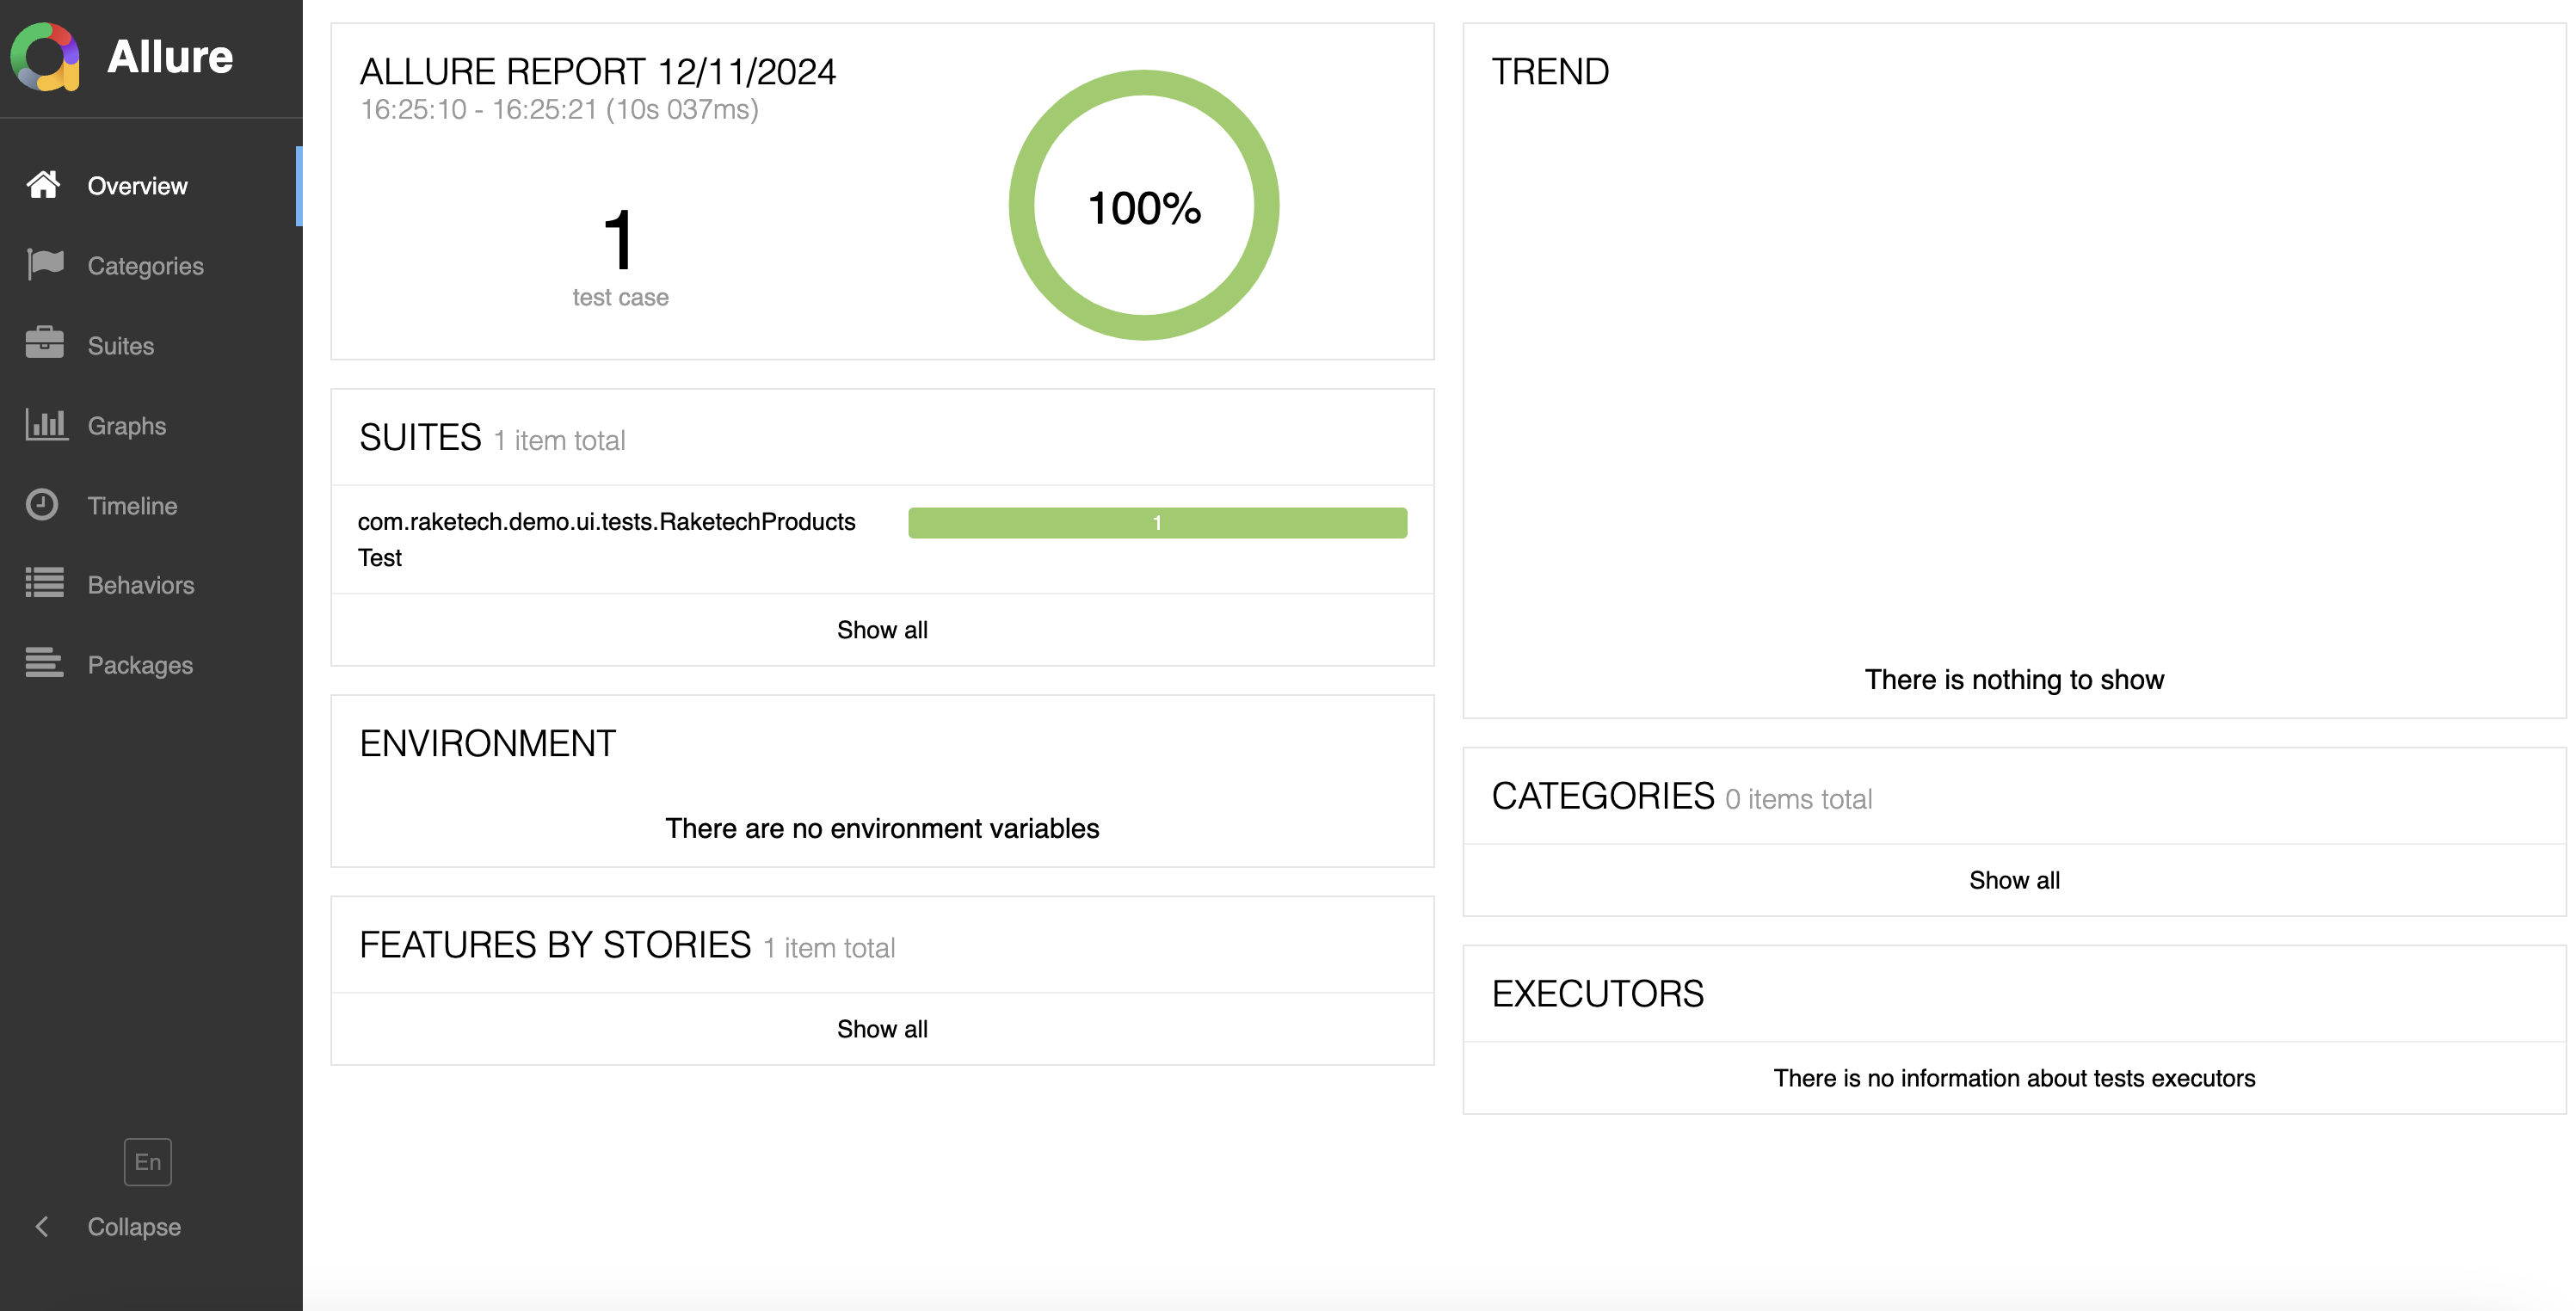 Allure
Overview
Categories
Suites
Graphs
Timeline
Behaviors
Packages
En
Collapse
ALLURE REPORT 12/11/2024
16:25:10 - 16:25:21 (10s 037ms)
1
test case
100%
SUITES 1 item total
com.raketech.demo.ui.tests.RaketechProducts
Test
1
Show all
ENVIRONMENT
There are no environment variables
FEATURES BY STORIES 1 item total
Show all
TREND
There is nothing to show
CATEGORIES 0 items total
Show all
EXECUTORS
There is no information about tests executors